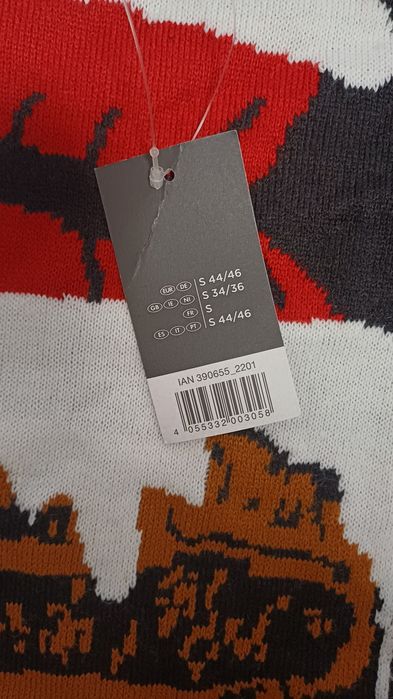 EUR DE S 44/46
GB IE NI S 34/36
FR S
ES IT PT S 44/46
IAN 390655_2201
4 055332 003058